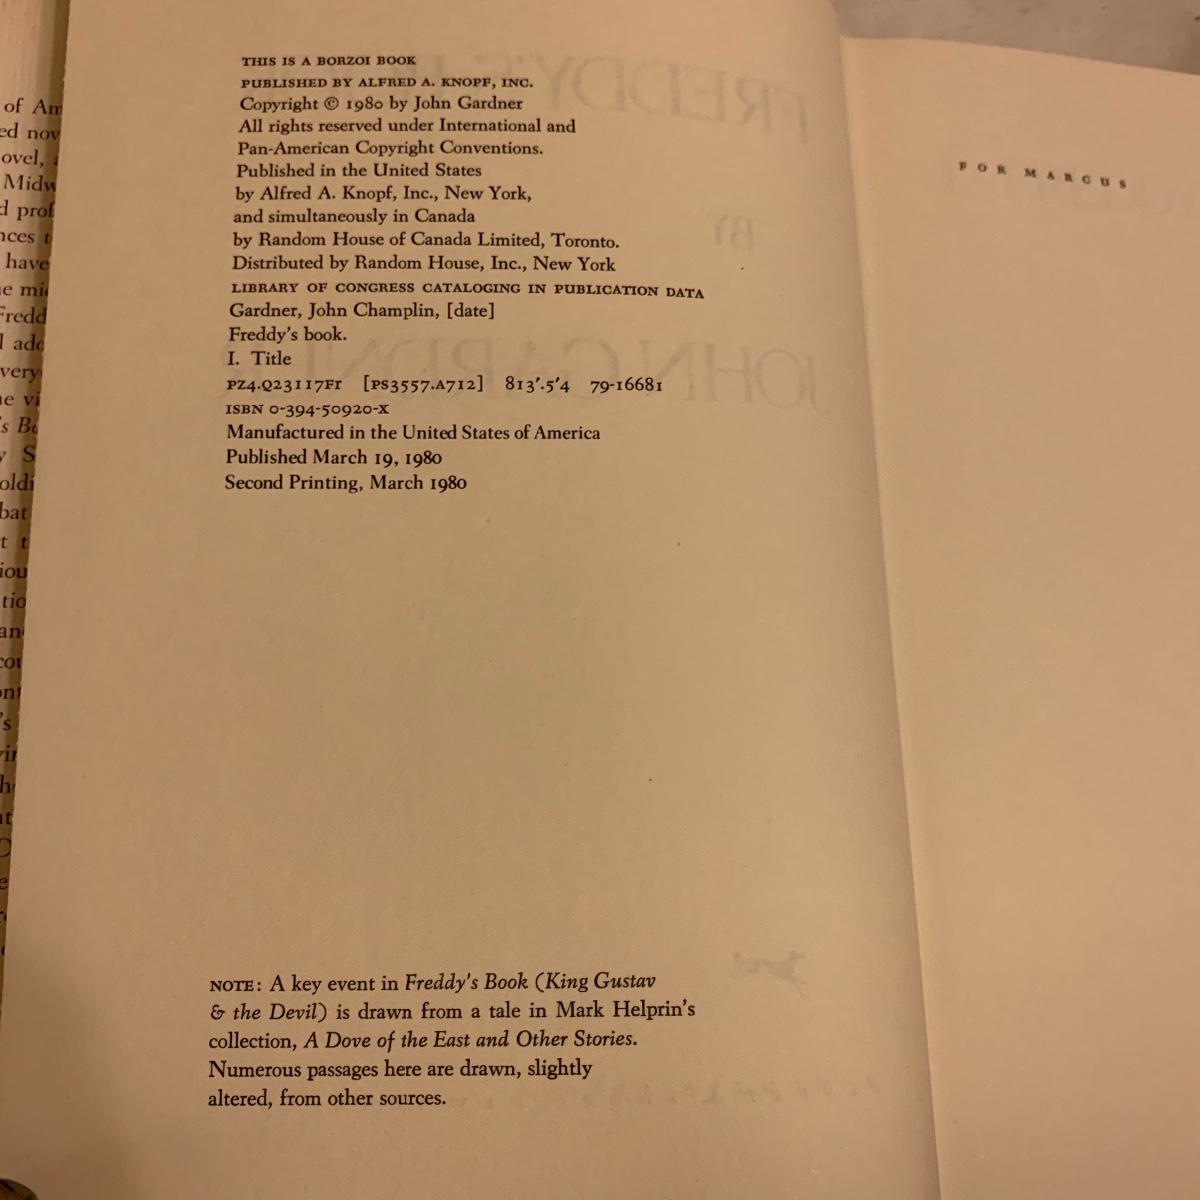 THIS IS A BORZOI BOOK
PUBLISHED BY ALFRED A. KNOPF, INC.
Copyright © 1980 by John Gardner
All rights reserved under International and
Pan-American Copyright Conventions.
Published in the United States
by Alfred A. Knopf, Inc., New York,
and simultaneously in Canada
by Random House of Canada Limited, Toronto.
Distributed by Random House, Inc., New York
LIBRARY OF CONGRESS CATALOGING IN PUBLICATION DATA
Gardner, John Champlin, [date]
Freddy's book.
I. Title
PZ4.Q23117Fr [PS3557.A712] 813'.5'4 79-16681
ISBN 0-394-50920-X
Manufactured in the United States of America
Published March 19, 1980
Second Printing, March 1980
NOTE: A key event in Freddy's Book (King Gustav
& the Devil) is drawn from a tale in Mark Helprin's
collection, A Dove of the East and Other Stories.
Numerous passages here are drawn, slightly
altered, from other sources.
FOR MARCUS